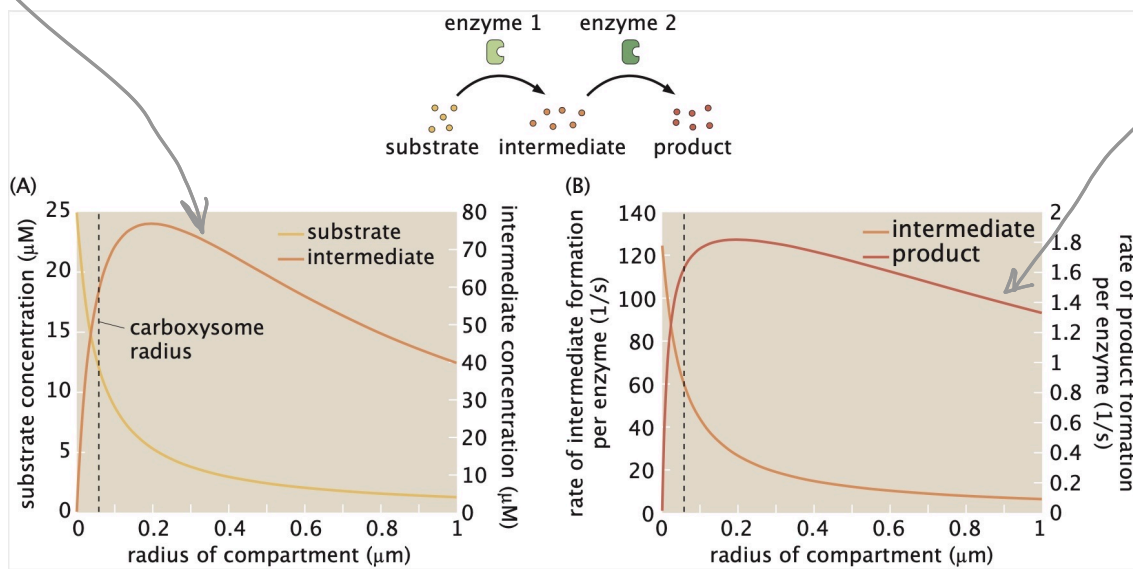 enzyme 1 enzyme 2
substrate intermediate product
(A)
substrate concentration (μM)
25
20
15
10
5
0
substrate
intermediate
carboxysome
radius
80
70
60
50
40
30
20
10
0
intermediate concentration (μM)
0 0.2 0.4 0.6 0.8 1
radius of compartment (μm)
(B)
rate of intermediate formation
per enzyme (1/s)
140
120
100
80
60
40
20
0
intermediate
product
2
1.8
1.6
1.4
1.2
1
0.8
0.6
0.4
0.2
0
rate of product formation
per enzyme (1/s)
0 0.2 0.4 0.6 0.8 1
radius of compartment (μm)